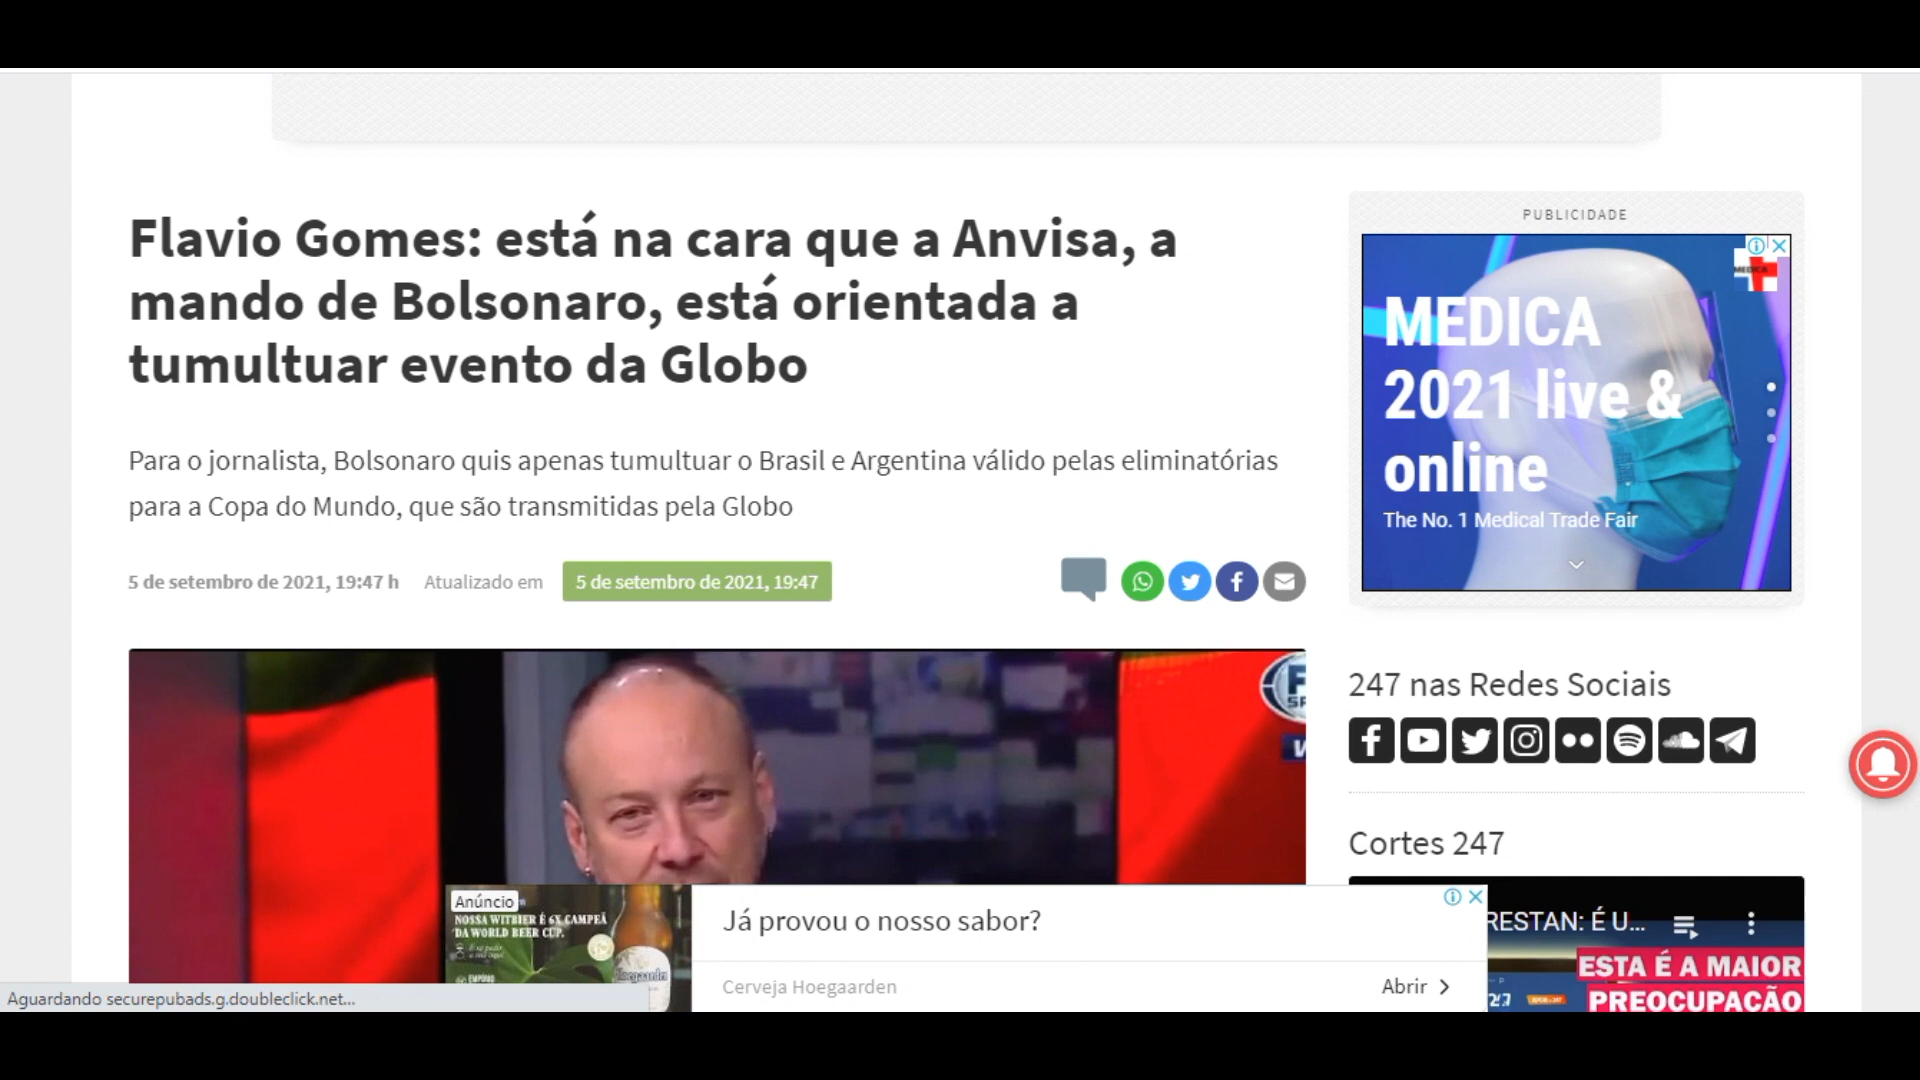 Flavio Gomes: está na cara que a Anvisa, a
mando de Bolsonaro, está orientada a
tumultuar evento da Globo
Para o jornalista, Bolsonaro quis apenas tumultuar o Brasil e Argentina válido pelas eliminatórias
para a Copa do Mundo, que são transmitidas pela Globo
5 de setembro de 2021, 19:47 h Atualizado em 5 de setembro de 2021, 19:47
PUBLICIDADE
MEDICA
MEDICA
2021 live &
online
The No. 1 Medical Trade Fair
247 nas Redes Sociais
Cortes 247
RESTAN: É U...
ESTA É A MAIOR
PREOCUPAÇÃO
Anúncio
NOSSA WITBIER É 6X CAMPEÃ
DA WORLD BEER CUP.
EMPÓRIO
Hoegaarden
Já provou o nosso sabor?
Cerveja Hoegaarden
Abrir
Aguardando securepubads.g.doubleclick.net...